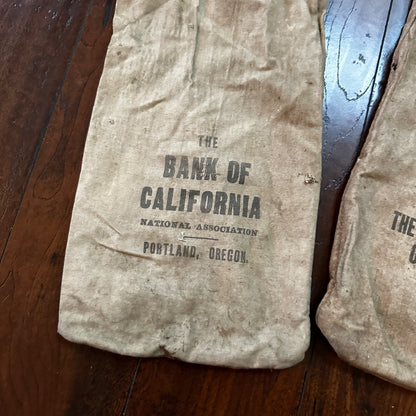 THE
BANK OF
CALIFORNIA
NATIONAL ASSOCIATION
PORTLAND, OREGON.
THE